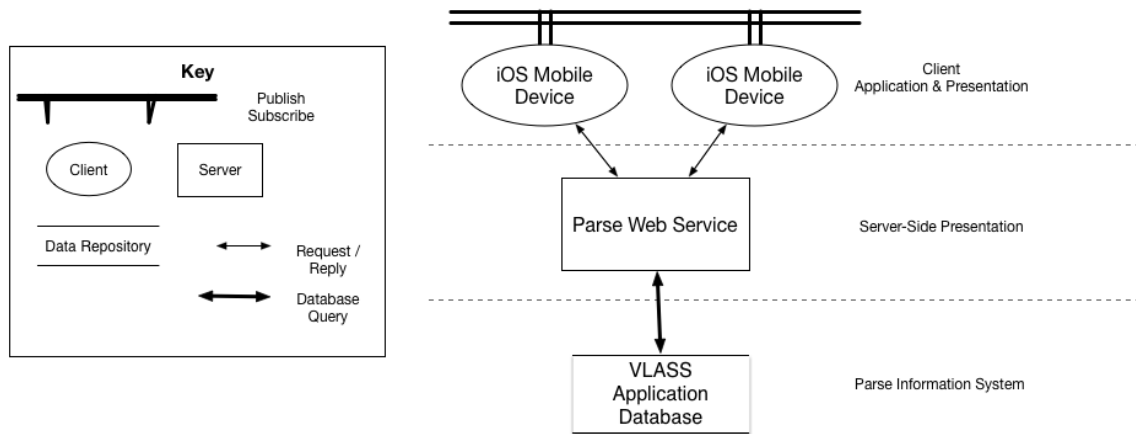 Key
Publish
Subscribe
Client
Server
Data Repository
Request /
Reply
Database
Query
iOS Mobile
Device
iOS Mobile
Device
Client
Application & Presentation
Parse Web Service
Server-Side Presentation
VLASS
Application
Database
Parse Information System